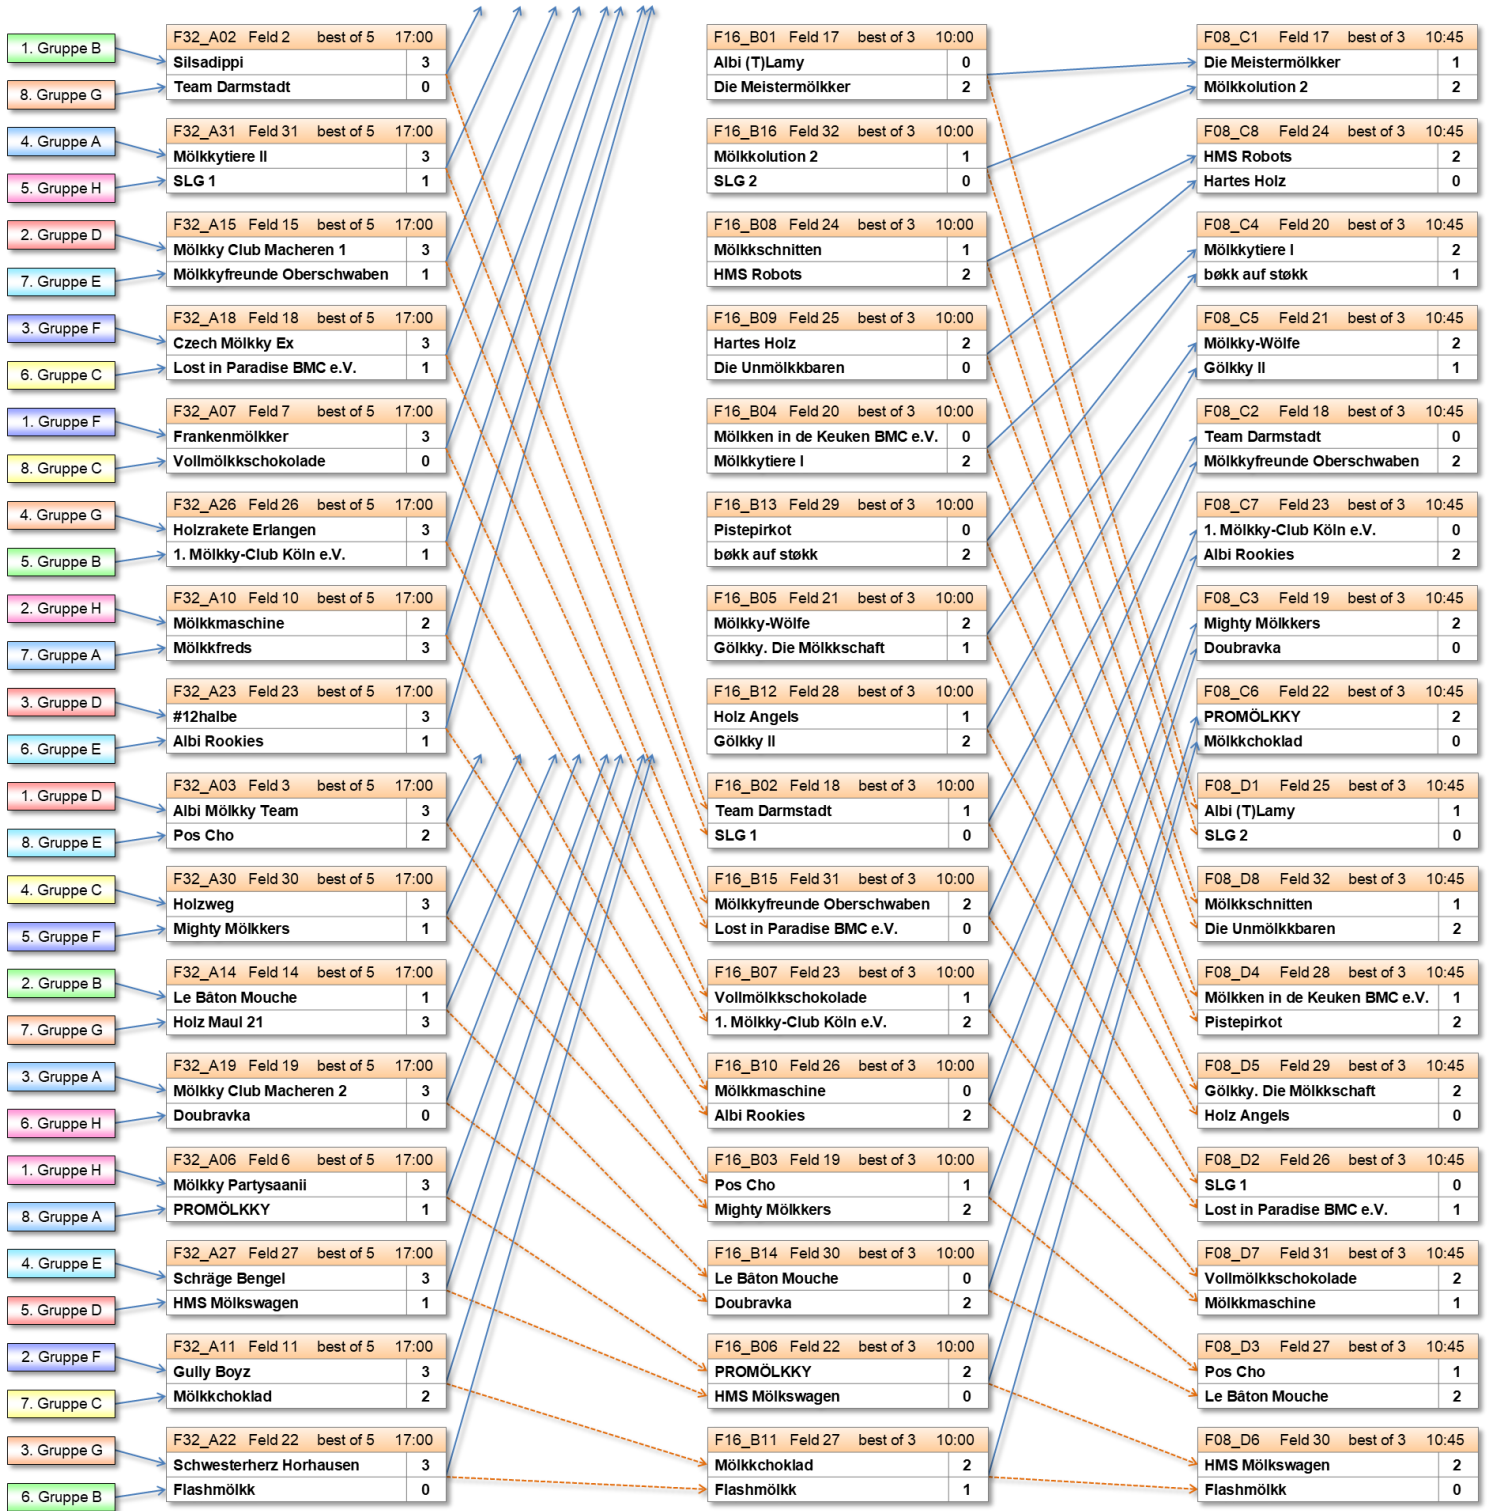 1. Gruppe B
8. Gruppe G
4. Gruppe A
5. Gruppe H
2. Gruppe D
7. Gruppe E
3. Gruppe F
6. Gruppe C
1. Gruppe F
8. Gruppe C
4. Gruppe G
5. Gruppe B
2. Gruppe H
7. Gruppe A
3. Gruppe D
6. Gruppe E
1. Gruppe D
8. Gruppe E
4. Gruppe C
5. Gruppe F
2. Gruppe B
7. Gruppe G
3. Gruppe A
6. Gruppe H
1. Gruppe H
8. Gruppe A
4. Gruppe E
5. Gruppe D
2. Gruppe F
7. Gruppe C
3. Gruppe G
6. Gruppe B
F32_A02 Feld 2 best of 5 17:00
Silsadippi 3
Team Darmstadt 0
F32_A31 Feld 31 best of 5 17:00
Mölkkytiere II 3
SLG 1 1
F32_A15 Feld 15 best of 5 17:00
Mölkky Club Macheren 1 3
Mölkkyfreunde Oberschwaben 1
F32_A18 Feld 18 best of 5 17:00
Czech Mölkky Ex 3
Lost in Paradise BMC e.V. 1
F32_A07 Feld 7 best of 5 17:00
Frankenmölkker 3
Vollmölkkschokolade 0
F32_A26 Feld 26 best of 5 17:00
Holzrakete Erlangen 3
1. Mölkky-Club Köln e.V. 1
F32_A10 Feld 10 best of 5 17:00
Mölkkmaschine 2
Mölkkfreds 3
F32_A23 Feld 23 best of 5 17:00
#12halbe 3
Albi Rookies 1
F32_A03 Feld 3 best of 5 17:00
Albi Mölkky Team 3
Pos Cho 2
F32_A30 Feld 30 best of 5 17:00
Holzweg 3
Mighty Mölkkers 1
F32_A14 Feld 14 best of 5 17:00
Le Bâton Mouche 1
Holz Maul 21 3
F32_A19 Feld 19 best of 5 17:00
Mölkky Club Macheren 2 3
Doubravka 0
F32_A06 Feld 6 best of 5 17:00
Mölkky Partysaanii 3
PROMÖLKKY 1
F32_A27 Feld 27 best of 5 17:00
Schräge Bengel 3
HMS Mölkswagen 1
F32_A11 Feld 11 best of 5 17:00
Gully Boyz 3
Mölkkchoklad 2
F32_A22 Feld 22 best of 5 17:00
Schwesterherz Horhausen 3
Flashmölkk 0
F16_B01 Feld 17 best of 3 10:00
Albi (T)Lamy 0
Die Meistermölkker 2
F16_B16 Feld 32 best of 3 10:00
Mölkkolution 2 1
SLG 2 0
F16_B08 Feld 24 best of 3 10:00
Mölkkschnitten 1
HMS Robots 2
F16_B09 Feld 25 best of 3 10:00
Hartes Holz 2
Die Unmölkkbaren 0
F16_B04 Feld 20 best of 3 10:00
Mölkken in de Keuken BMC e.V. 0
Mölkkytiere I 2
F16_B13 Feld 29 best of 3 10:00
Pistepirkot 0
bøkk auf støkk 2
F16_B05 Feld 21 best of 3 10:00
Mölkky-Wölfe 2
Gölkky. Die Mölkkschaft 1
F16_B12 Feld 28 best of 3 10:00
Holz Angels 1
Gölkky II 2
F16_B02 Feld 18 best of 3 10:00
Team Darmstadt 1
SLG 1 0
F16_B15 Feld 31 best of 3 10:00
Mölkkyfreunde Oberschwaben 2
Lost in Paradise BMC e.V. 0
F16_B07 Feld 23 best of 3 10:00
Vollmölkkschokolade 1
1. Mölkky-Club Köln e.V. 2
F16_B10 Feld 26 best of 3 10:00
Mölkkmaschine 0
Albi Rookies 2
F16_B03 Feld 19 best of 3 10:00
Pos Cho 1
Mighty Mölkkers 2
F16_B14 Feld 30 best of 3 10:00
Le Bâton Mouche 0
Doubravka 2
F16_B06 Feld 22 best of 3 10:00
PROMÖLKKY 2
HMS Mölkswagen 0
F16_B11 Feld 27 best of 3 10:00
Mölkkchoklad 2
Flashmölkk 1
F08_C1 Feld 17 best of 3 10:45
Die Meistermölkker 1
Mölkkolution 2 2
F08_C8 Feld 24 best of 3 10:45
HMS Robots 2
Hartes Holz 0
F08_C4 Feld 20 best of 3 10:45
Mölkkytiere I 2
bøkk auf støkk 1
F08_C5 Feld 21 best of 3 10:45
Mölkky-Wölfe 2
Gölkky II 1
F08_C2 Feld 18 best of 3 10:45
Team Darmstadt 0
Mölkkyfreunde Oberschwaben 2
F08_C7 Feld 23 best of 3 10:45
1. Mölkky-Club Köln e.V. 0
Albi Rookies 2
F08_C3 Feld 19 best of 3 10:45
Mighty Mölkkers 2
Doubravka 0
F08_C6 Feld 22 best of 3 10:45
PROMÖLKKY 2
Mölkkchoklad 0
F08_D1 Feld 25 best of 3 10:45
Albi (T)Lamy 1
SLG 2 0
F08_D8 Feld 32 best of 3 10:45
Mölkkschnitten 1
Die Unmölkkbaren 2
F08_D4 Feld 28 best of 3 10:45
Mölkken in de Keuken BMC e.V. 1
Pistepirkot 2
F08_D5 Feld 29 best of 3 10:45
Gölkky. Die Mölkkschaft 2
Holz Angels 0
F08_D2 Feld 26 best of 3 10:45
SLG 1 0
Lost in Paradise BMC e.V. 1
F08_D7 Feld 31 best of 3 10:45
Vollmölkkschokolade 2
Mölkkmaschine 1
F08_D3 Feld 27 best of 3 10:45
Pos Cho 1
Le Bâton Mouche 2
F08_D6 Feld 30 best of 3 10:45
HMS Mölkswagen 2
Flashmölkk 0